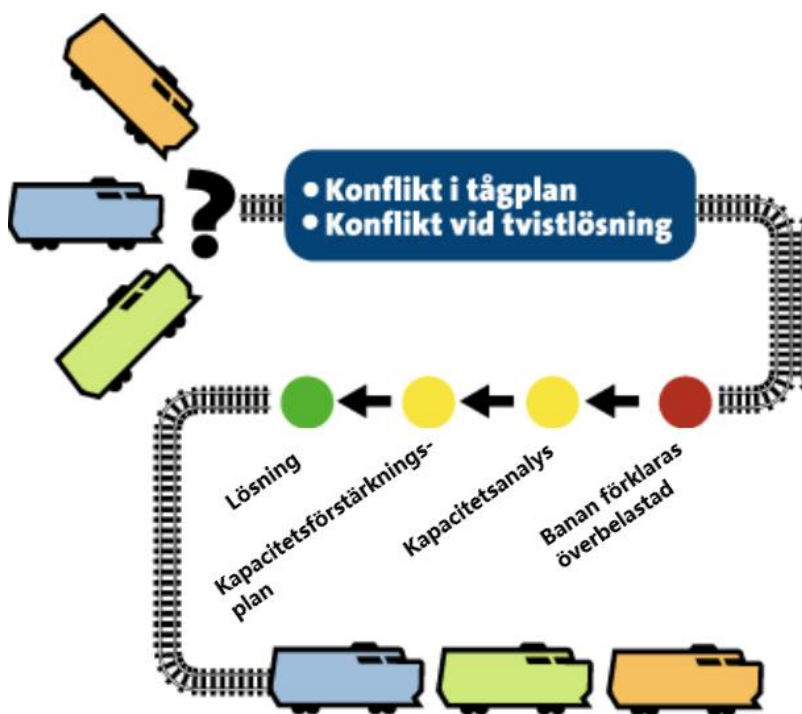 ?
• Konflikt i tågplan
• Konflikt vid tvistlösning
Lösning
Kapacitetsförstärknings-
plan
Kapacitetsanalys
Banan förklaras
överbelastad